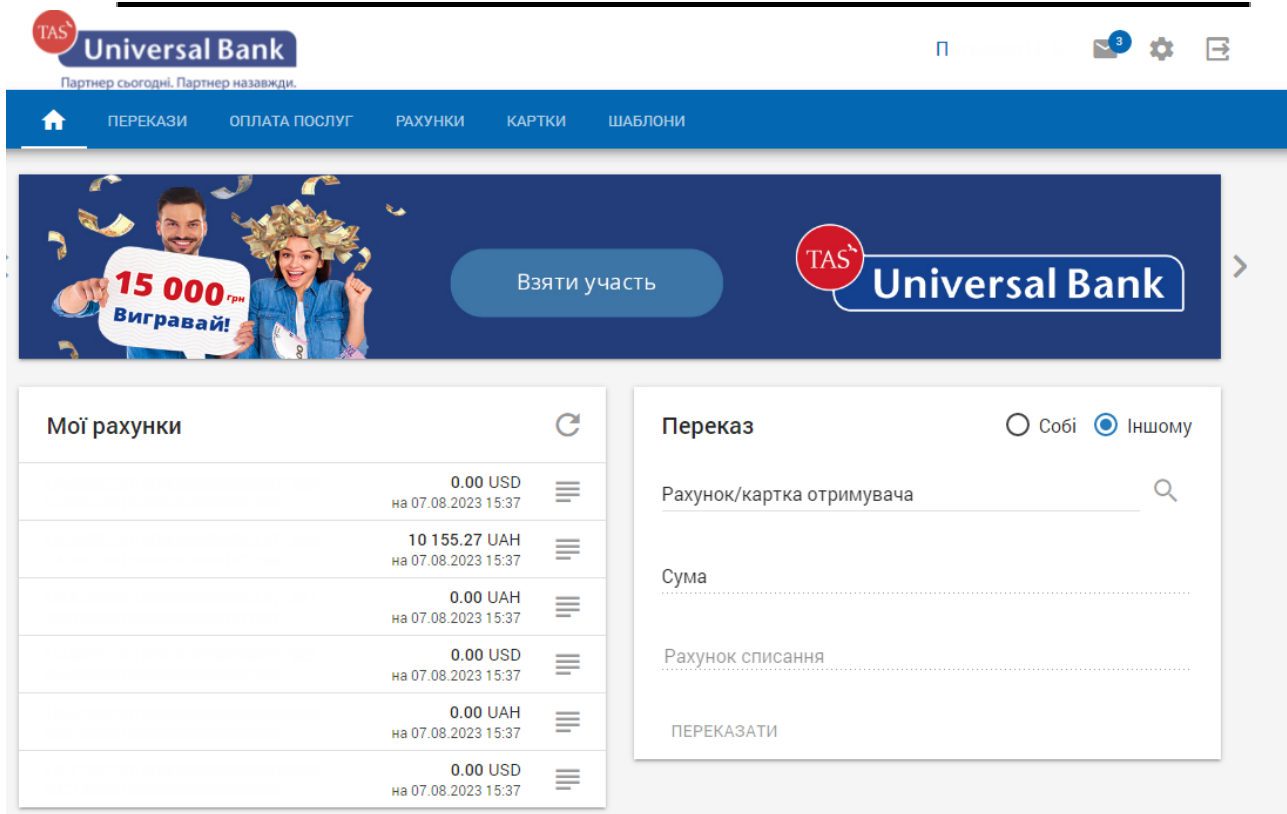 TAS`
Universal Bank
Партнер сьогодні. Партнер назавжди.
П
3
ПЕРЕКАЗИ ОПЛАТА ПОСЛУГ РАХУНКИ КАРТКИ ШАБЛОНИ
15 000 грн
Вигравай!
Взяти участь
TAS`
Universal Bank
Мої рахунки
0.00 USD
на 07.08.2023 15:37
10 155.27 UAH
на 07.08.2023 15:37
0.00 UAH
на 07.08.2023 15:37
0.00 USD
на 07.08.2023 15:37
0.00 UAH
на 07.08.2023 15:37
0.00 USD
на 07.08.2023 15:37
Переказ Собі Іншому
Рахунок/картка отримувача
Сума
Рахунок списання
ПЕРЕКАЗАТИ